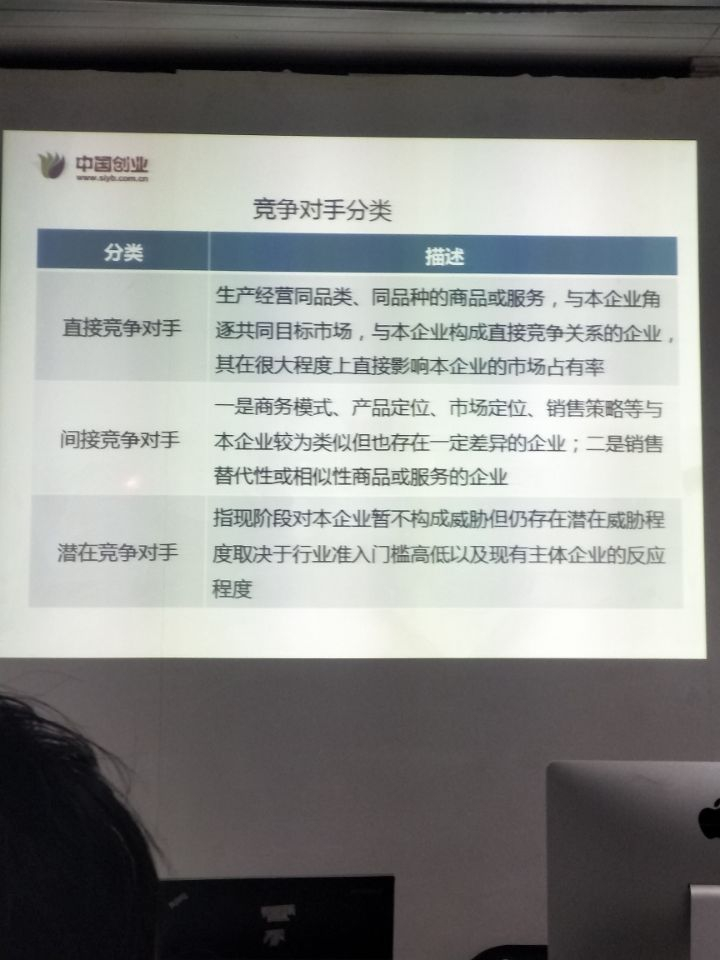 中国创业
www.siyb.com.cn
竞争对手分类
分类
描述
直接竞争对手
生产经营同品类、同品种的商品或服务，与本企业角
逐共同目标市场，与本企业构成直接竞争关系的企业，
其在很大程度上直接影响本企业的市场占有率
间接竞争对手
一是商务模式、产品定位、市场定位、销售策略等与
本企业较为类似但也存在一定差异的企业；二是销售
替代性或相似性商品或服务的企业
潜在竞争对手
指现阶段对本企业暂不构成威胁但仍存在潜在威胁程
度取决于行业准入门槛高低以及现有主体企业的反应
程度